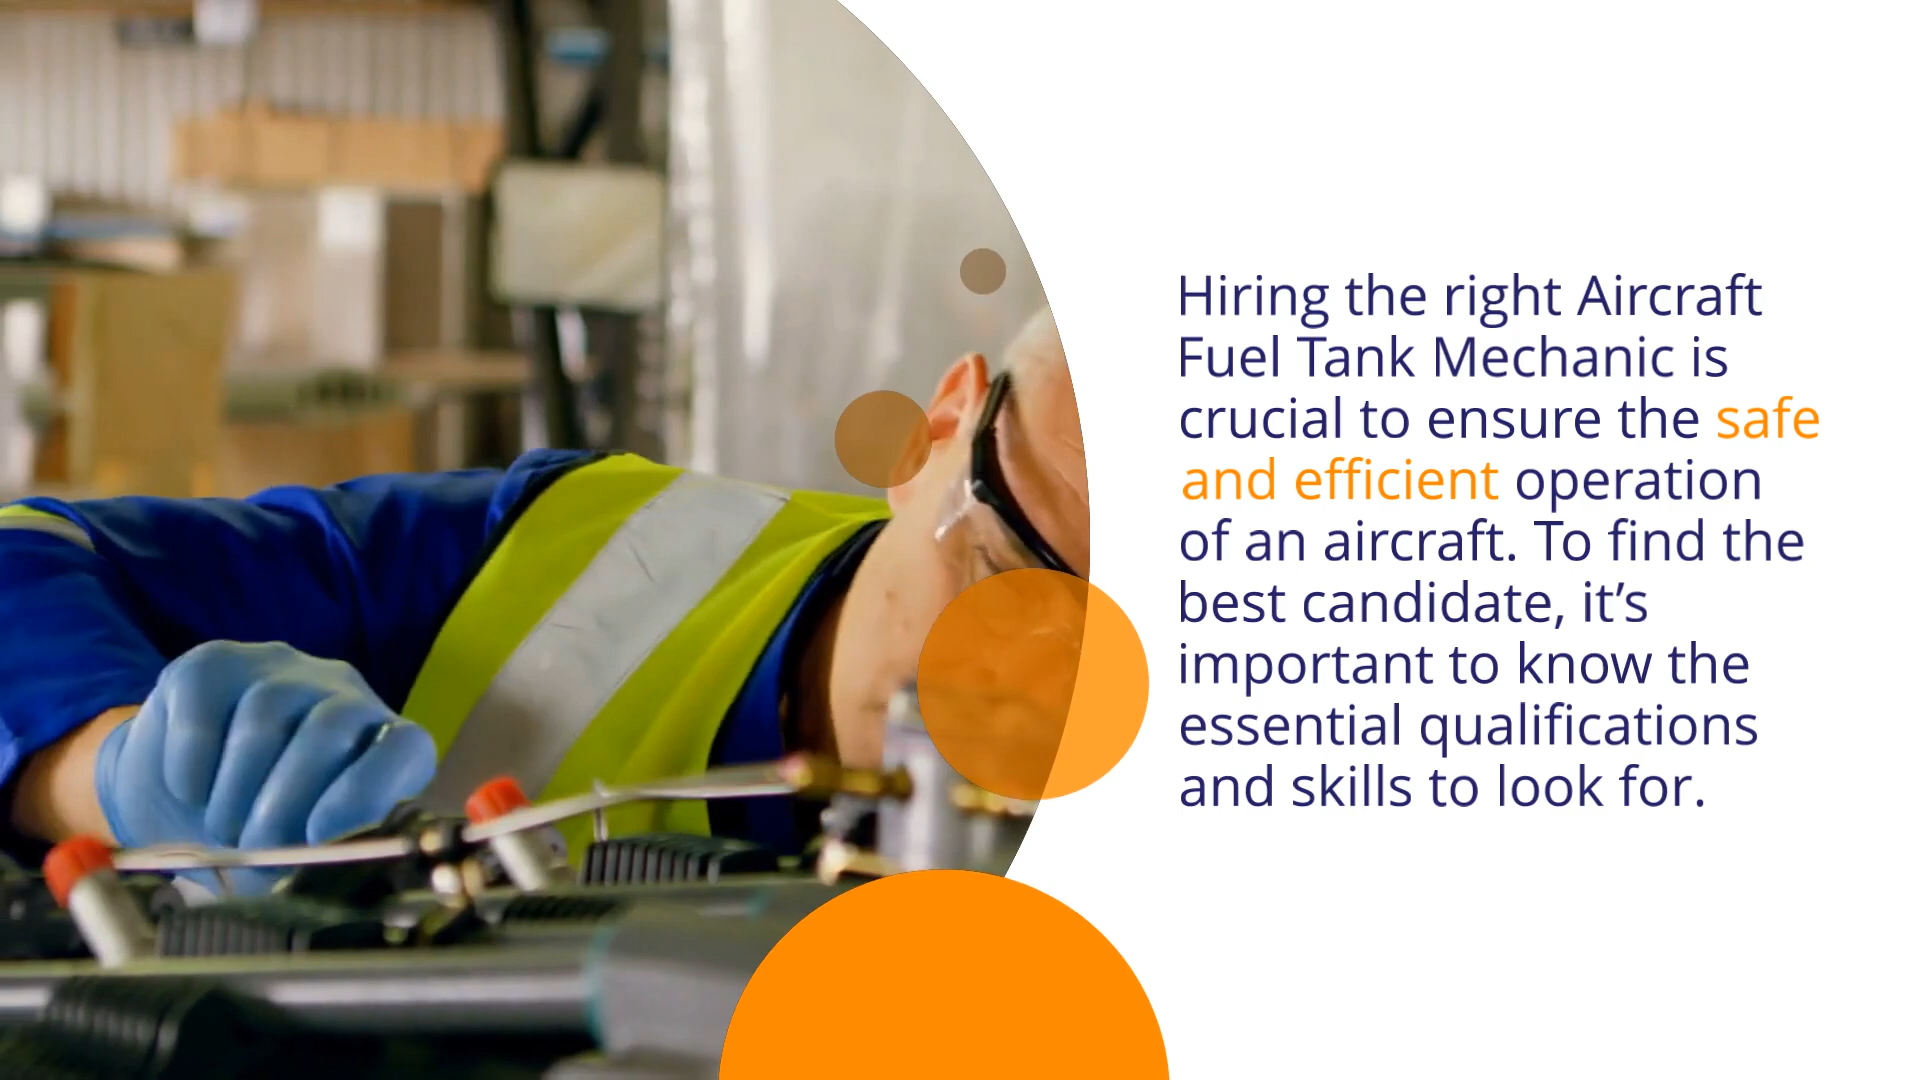 Hiring the right Aircraft
Fuel Tank Mechanic is
crucial to ensure the safe
and efficient operation
of an aircraft. To find the
best candidate, it’s
important to know the
essential qualifications
and skills to look for.